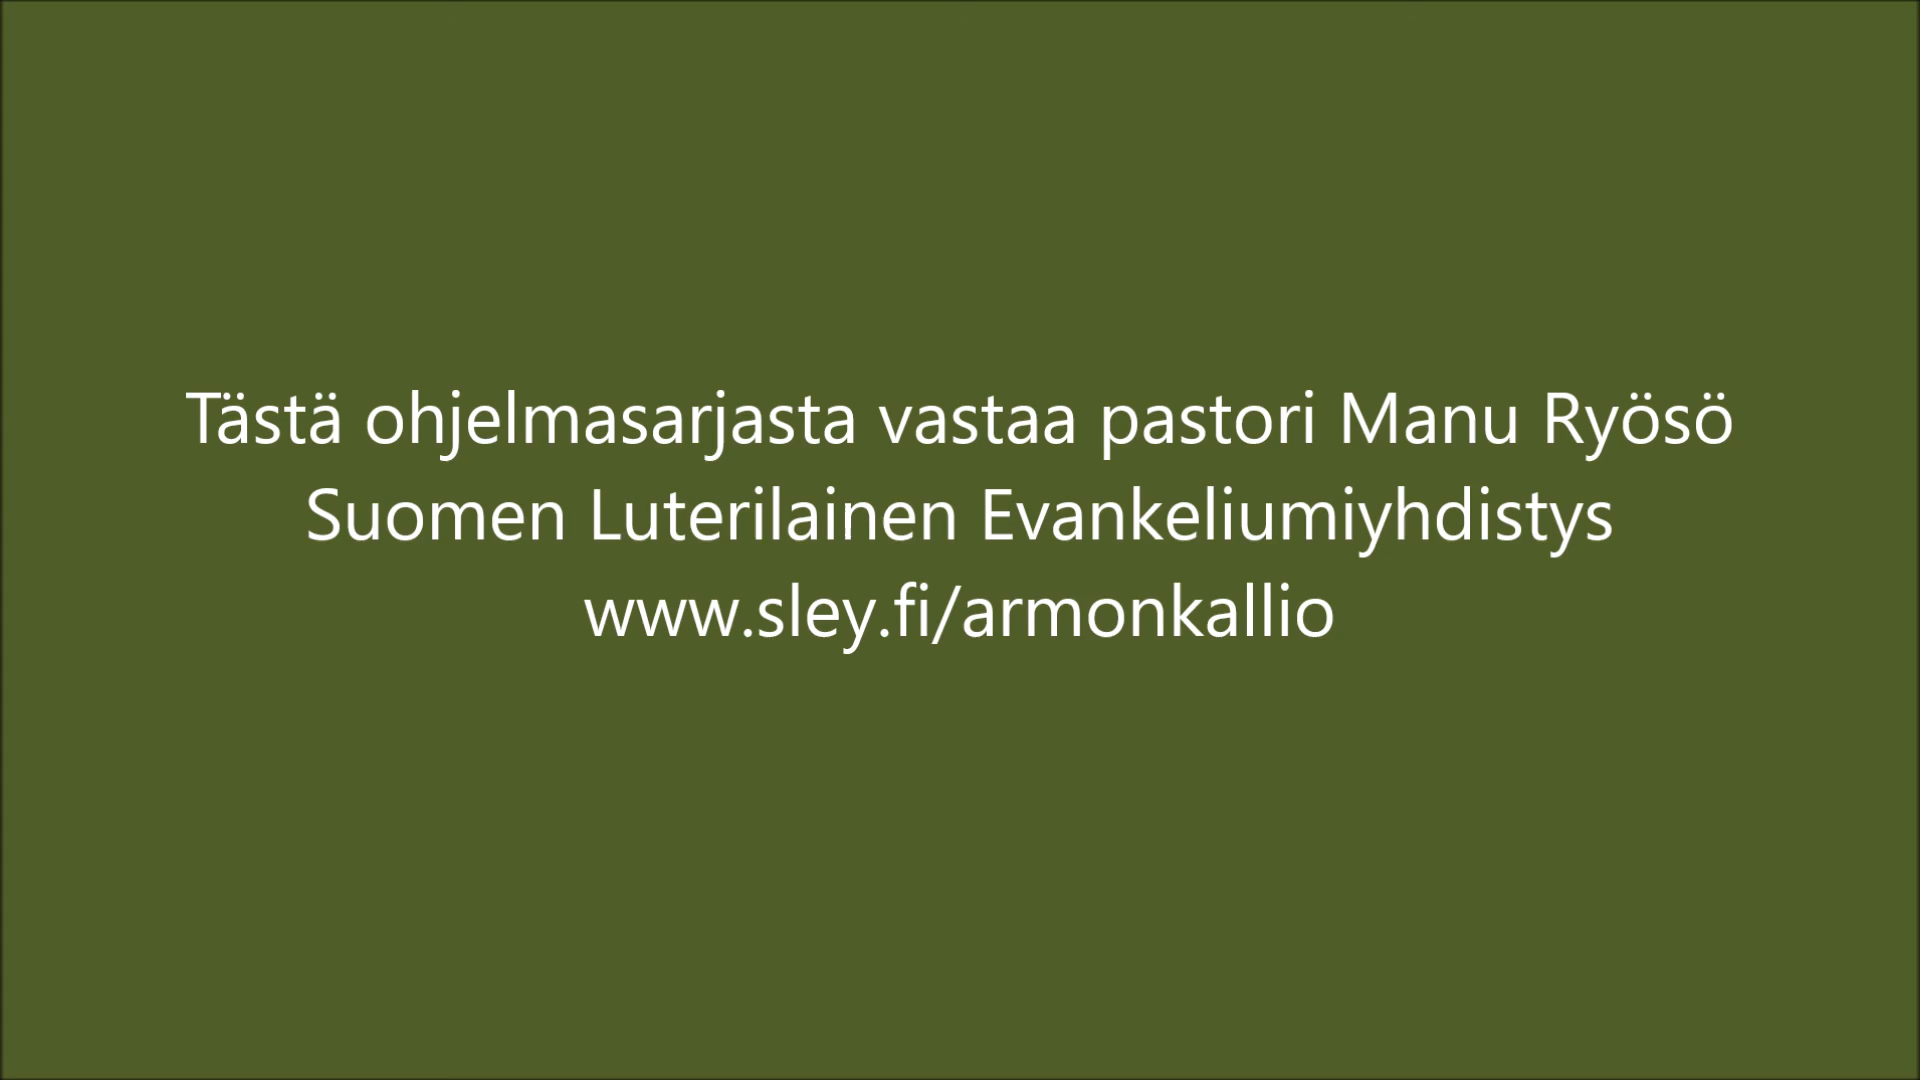 Tästä ohjelmasarjasta vastaa pastori Manu Ryösö
Suomen Luterilainen Evankeliumiyhdistys
www.sley.fi/armonkallio